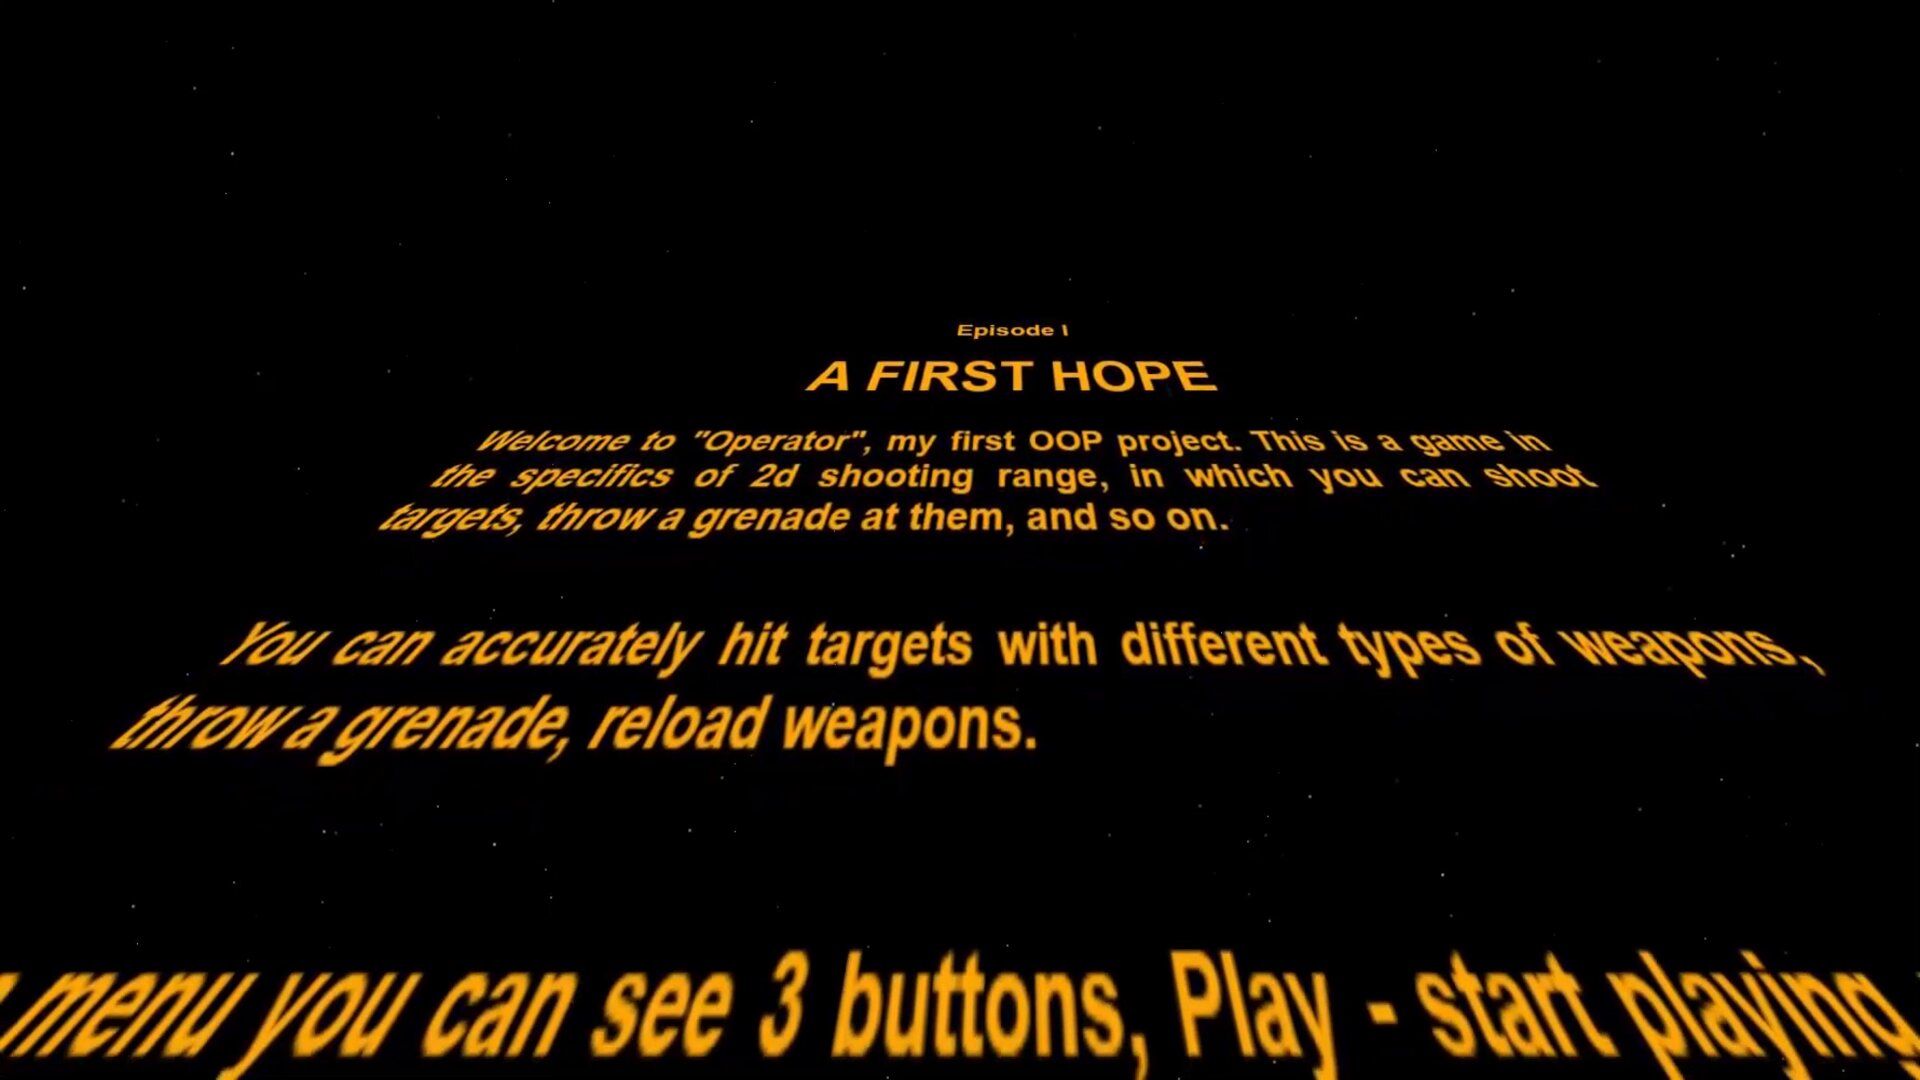 Episode I
A FIRST HOPE
Welcome to "Operator", my first OOP project. This is a game in
the specifics of 2d shooting range, in which you can shoot
targets, throw a grenade at them, and so on.
You can accurately hit targets with different types of weapons,
throw a grenade, reload weapons.
menu you can see 3 buttons, Play - start playing,